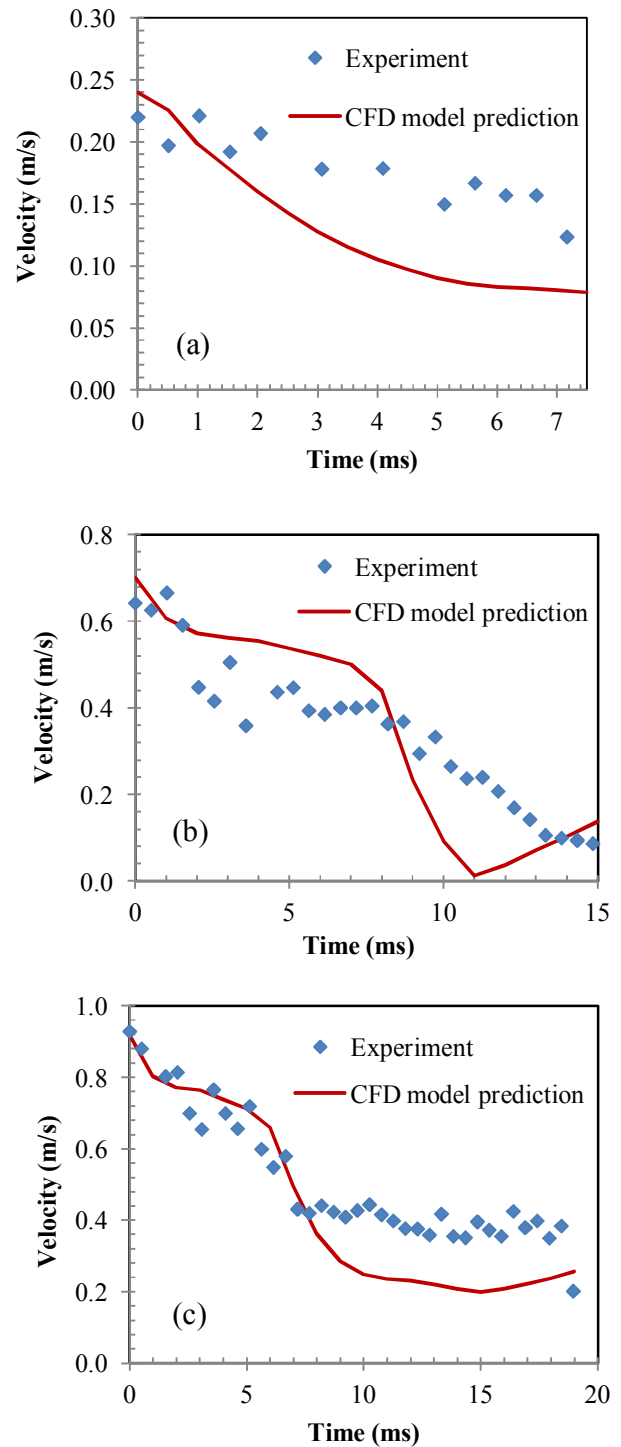 0.30
0.25
0.20
0.15
0.10
0.05
0.00
Velocity (m/s)
Experiment
CFD model prediction
(a)
0 1 2 3 4 5 6 7
Time (ms)
0.8
0.6
0.4
0.2
0.0
Velocity (m/s)
Experiment
CFD model prediction
(b)
0 5 10 15
Time (ms)
1.0
0.8
0.6
0.4
0.2
0.0
Velocity (m/s)
Experiment
CFD model prediction
(c)
0 5 10 15 20
Time (ms)